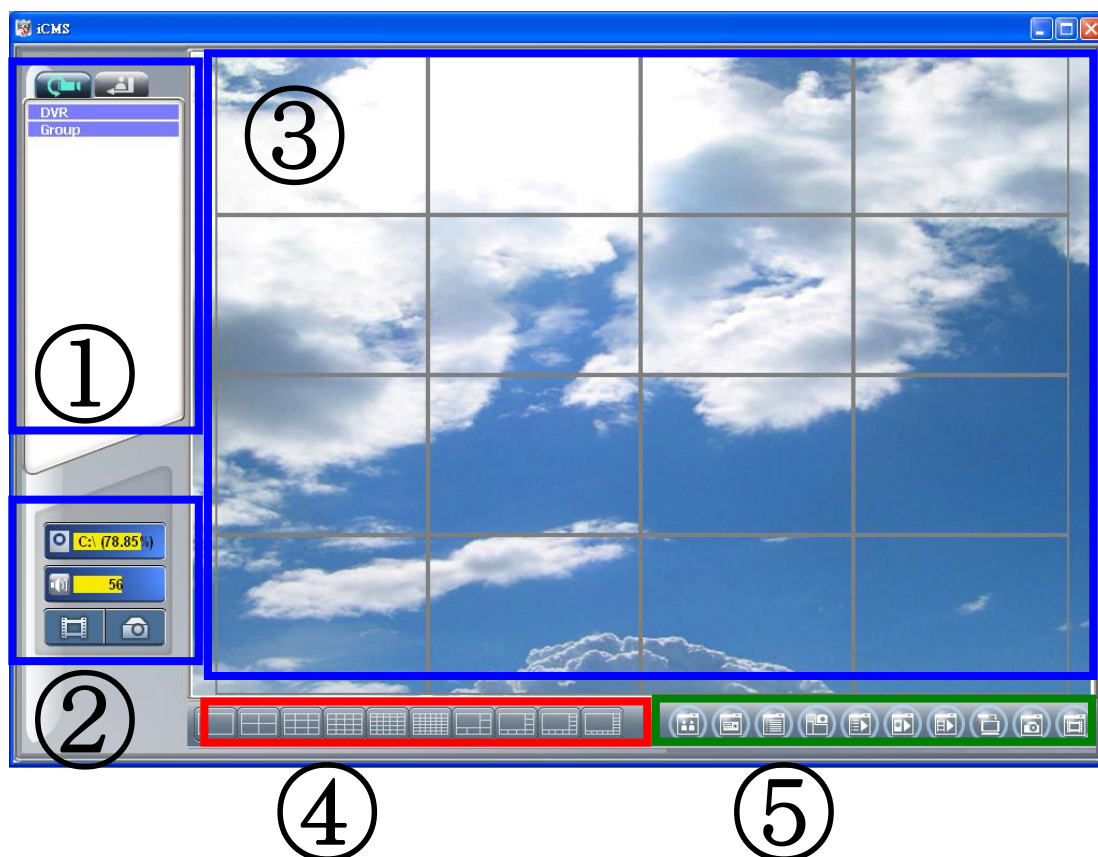 iCMS
③
DVR
Group
①
C:\ (78.85%)
56
②
④
⑤